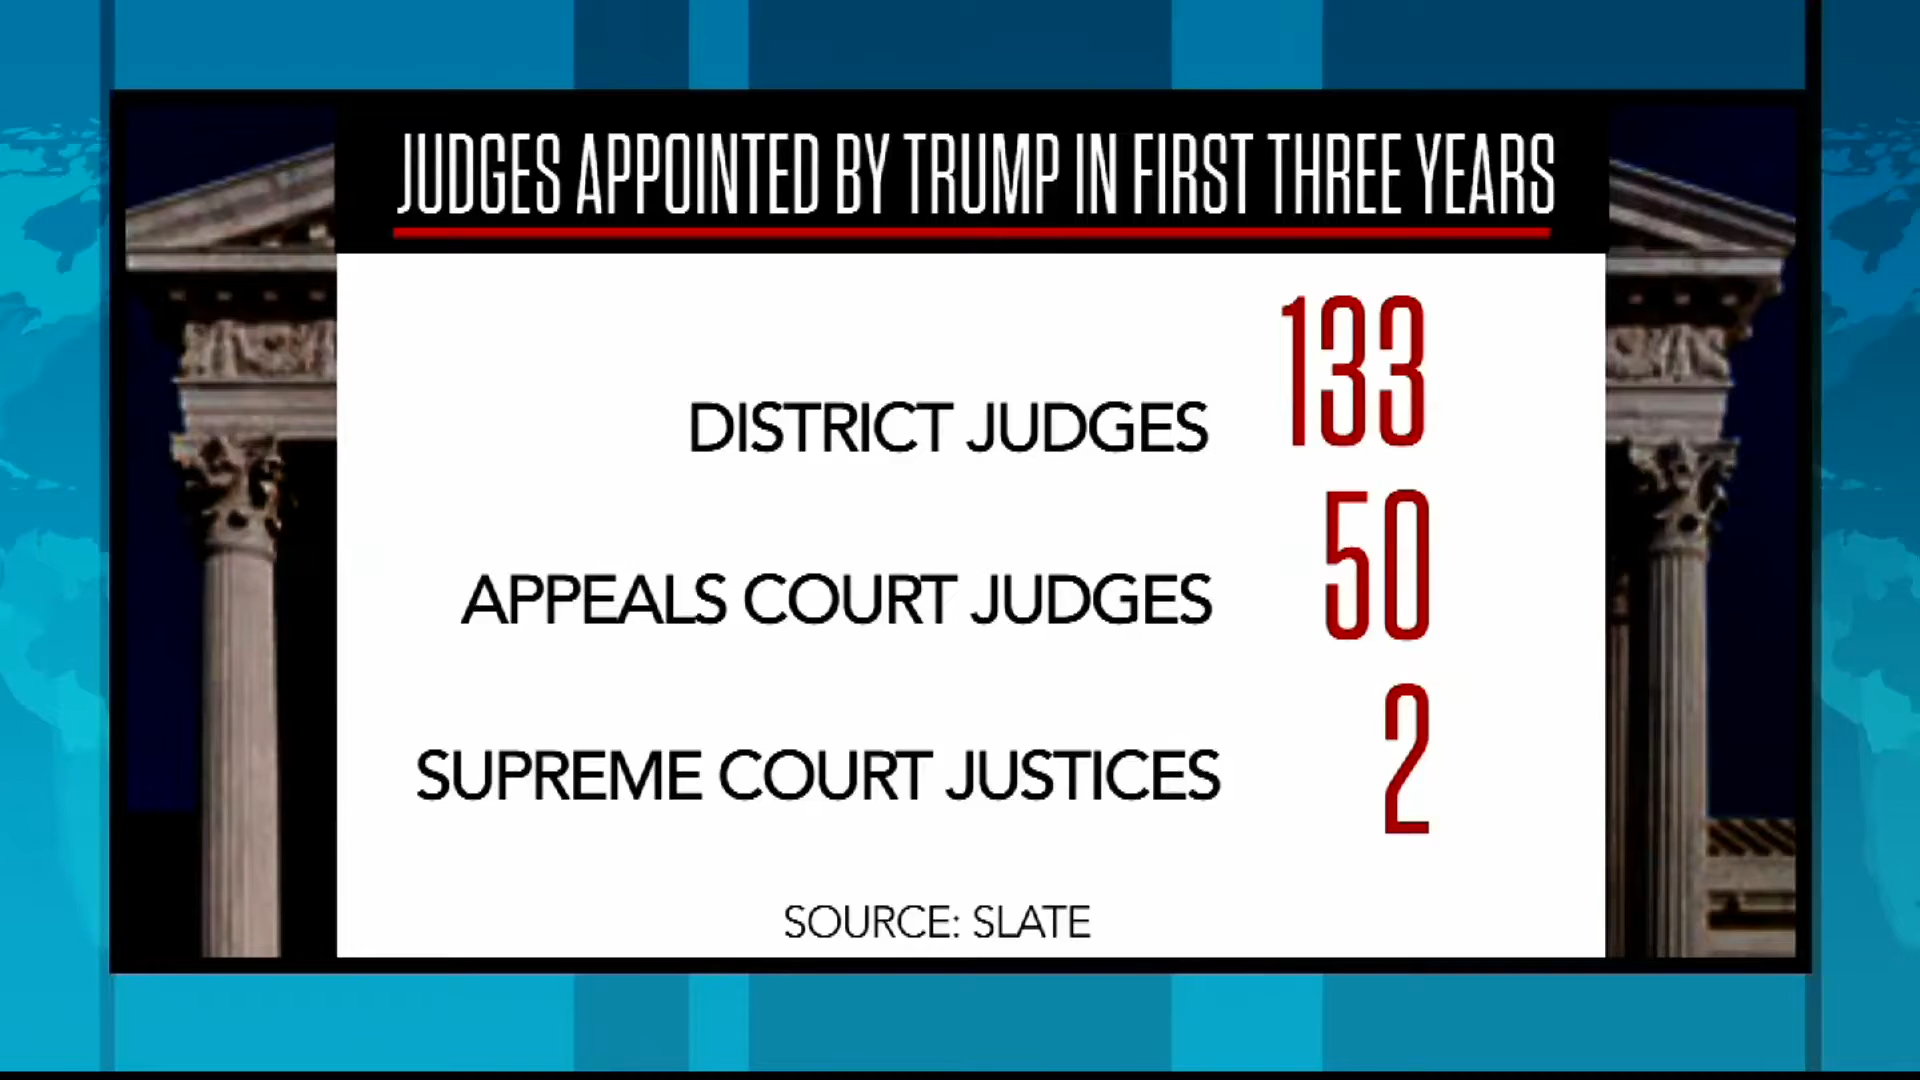 JUDGES APPOINTED BY TRUMP IN FIRST THREE YEARS
DISTRICT JUDGES 133
APPEALS COURT JUDGES 50
SUPREME COURT JUSTICES 2
SOURCE: SLATE